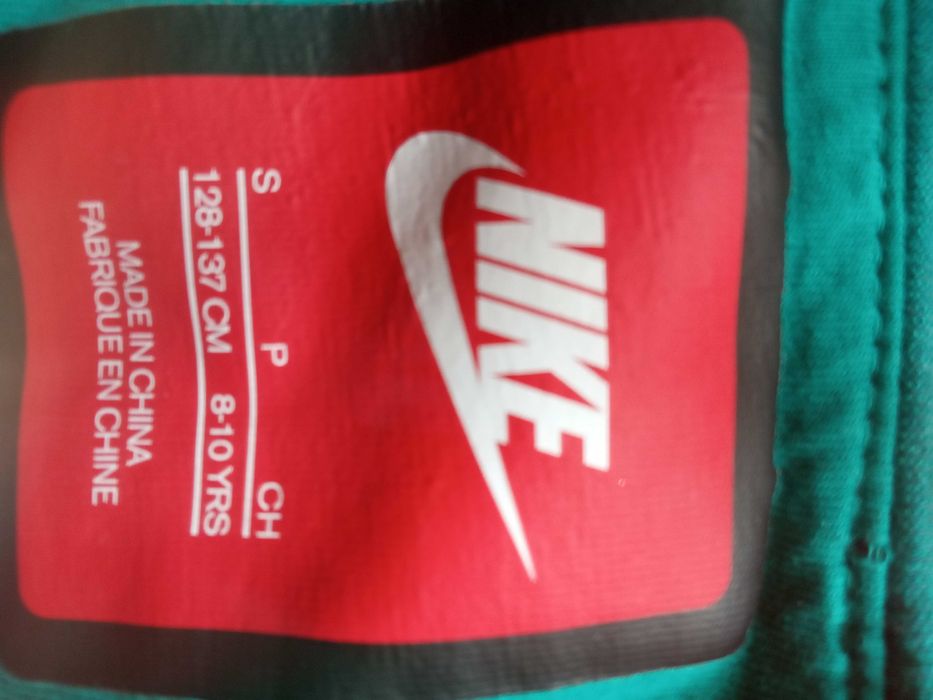 NIKE
S P CH
128-137 CM 8-10 YRS
MADE IN CHINA
FABRIQUE EN CHINE